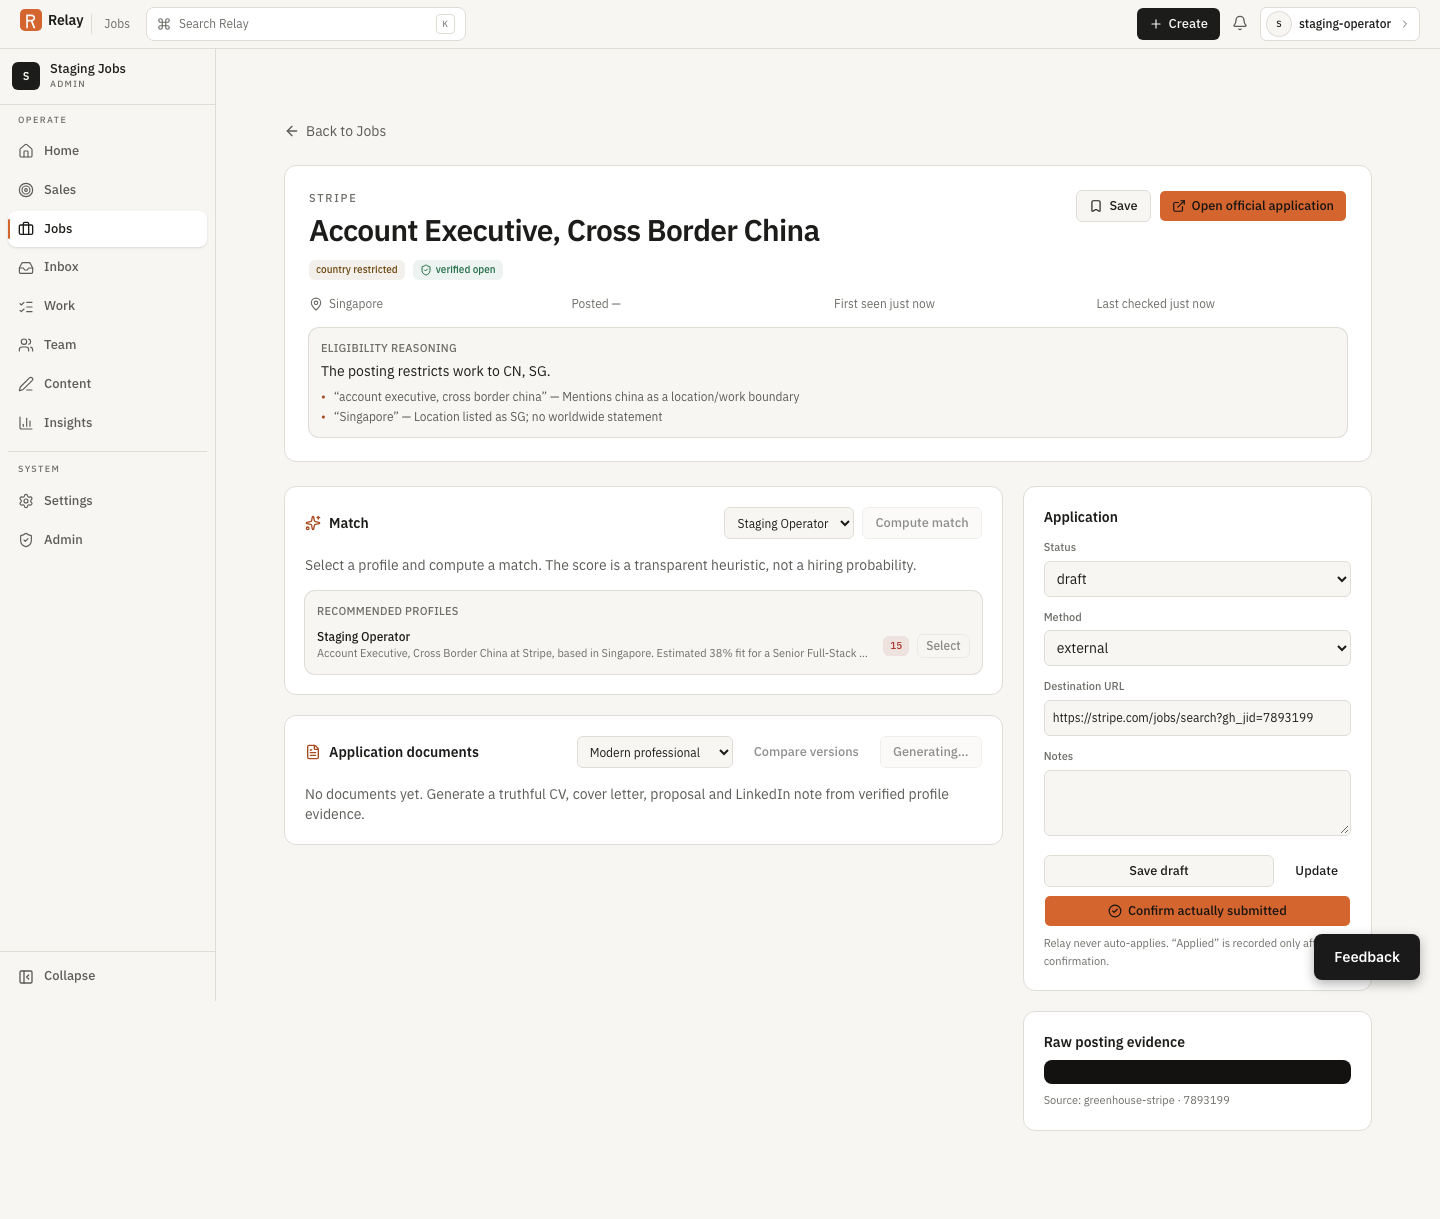 Relay
Jobs
Search Relay
K
Create
s
staging-operator
S
Staging Jobs
ADMIN
OPERATE
Home
Sales
Jobs
Inbox
Work
Team
Content
Insights
SYSTEM
Settings
Admin
Collapse
Back to Jobs
STRIPE
Account Executive, Cross Border China
Save
Open official application
country restricted
verified open
Singapore
Posted —
First seen just now
Last checked just now
ELIGIBILITY REASONING
The posting restricts work to CN, SG.
• “account executive, cross border china” — Mentions china as a location/work boundary
• “Singapore” — Location listed as SG; no worldwide statement
Match
Staging Operator
Compute match
Select a profile and compute a match. The score is a transparent heuristic, not a hiring probability.
RECOMMENDED PROFILES
Staging Operator
Account Executive, Cross Border China at Stripe, based in Singapore. Estimated 38% fit for a Senior Full-Stack ...
15
Select
Application documents
Modern professional
Compare versions
Generating...
No documents yet. Generate a truthful CV, cover letter, proposal and LinkedIn note from verified profile
evidence.
Application
Status
draft
Method
external
Destination URL
https://stripe.com/jobs/search?gh_jid=7893199
Notes
Save draft
Update
Confirm actually submitted
Relay never auto-applies. “Applied” is recorded only
confirmation.
Feedback
Raw posting evidence
Source: greenhouse-stripe · 7893199